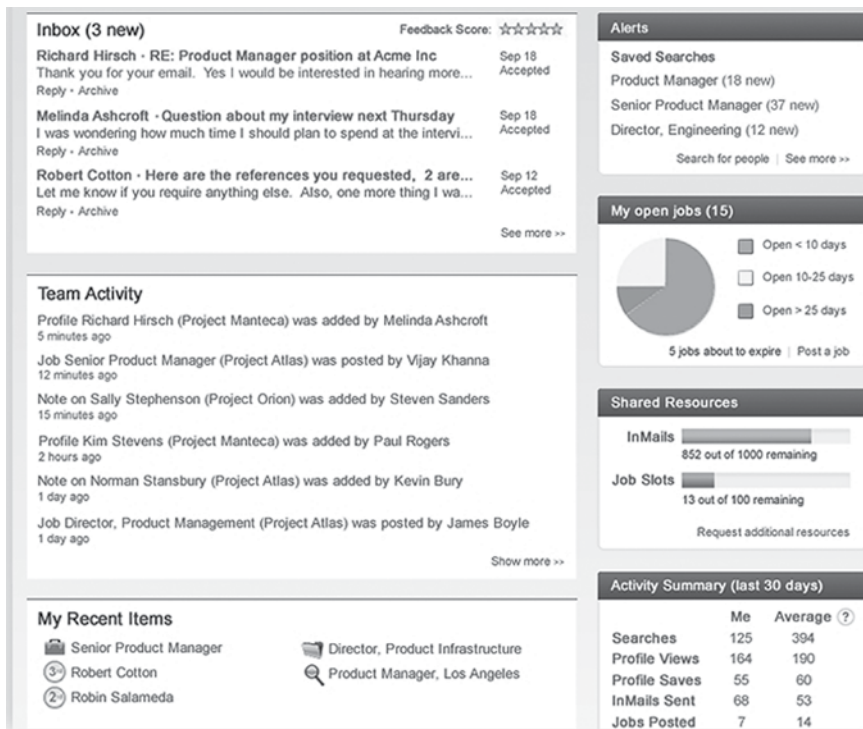 Inbox (3 new)
Feedback Score:
Richard Hirsch • RE: Product Manager position at Acme Inc
Sep 18
Thank you for your email. Yes I would be interested in hearing more...
Accepted
Reply • Archive
Melinda Ashcroft • Question about my interview next Thursday
Sep 18
I was wondering how much time I should plan to spend at the intervi...
Accepted
Reply • Archive
Robert Cotton • Here are the references you requested, 2 are...
Sep 12
Let me know if you require anything else. Also, one more thing I wa...
Accepted
Reply • Archive
See more >>
Team Activity
Profile Richard Hirsch (Project Manteca) was added by Melinda Ashcroft
5 minutes ago
Job Senior Product Manager (Project Atlas) was posted by Vijay Khanna
12 minutes ago
Note on Sally Stephenson (Project Orion) was added by Steven Sanders
15 minutes ago
Profile Kim Stevens (Project Manteca) was added by Paul Rogers
2 hours ago
Note on Norman Stansbury (Project Atlas) was added by Kevin Bury
1 day ago
Job Director, Product Management (Project Atlas) was posted by James Boyle
1 day ago
Show more >>
My Recent Items
Senior Product Manager
3rd Robert Cotton
2nd Robin Salameda
Director, Product Infrastructure
Product Manager, Los Angeles
Alerts
Saved Searches
Product Manager (18 new)
Senior Product Manager (37 new)
Director, Engineering (12 new)
Search for people | See more >>
My open jobs (15)
Open < 10 days
Open 10-25 days
Open > 25 days
5 jobs about to expire | Post a job
Shared Resources
InMails
852 out of 1000 remaining
Job Slots
13 out of 100 remaining
Request additional resources
Activity Summary (last 30 days)
Me Average ?
Searches 125 394
Profile Views 164 190
Profile Saves 55 60
InMails Sent 68 53
Jobs Posted 7 14